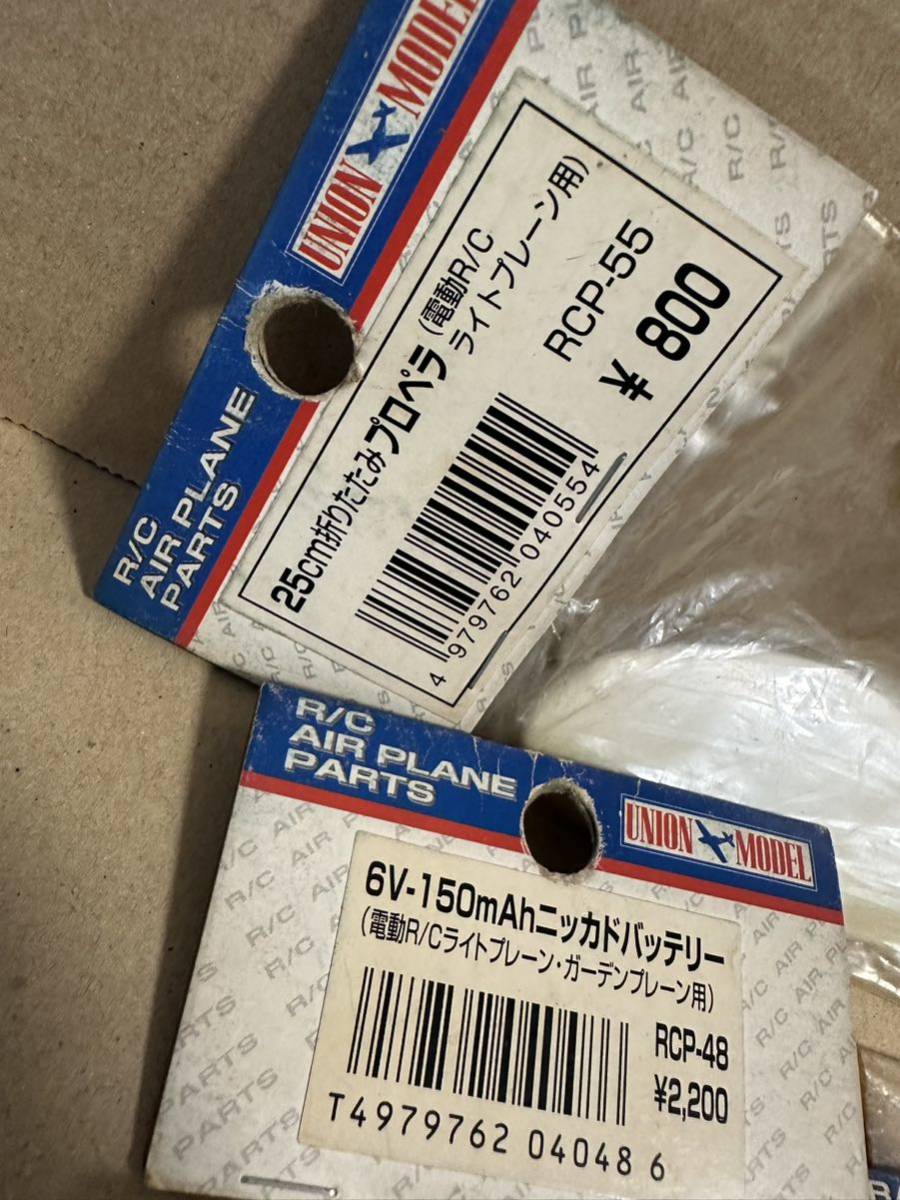 UNION MODEL
R/C
AIR PLANE
PARTS
25cm折りたたみプロペラ(電動R/C
ライトプレーン用)
RCP-55
¥ 800
4 979762 040554
R/C
AIR PLANE
PARTS
UNION MODEL
6V-150mAhニッカドバッテリー
(電動R/Cライトプレーン・ガーデンプレーン用)
RCP-48
¥2,200
T4979762 04048 6